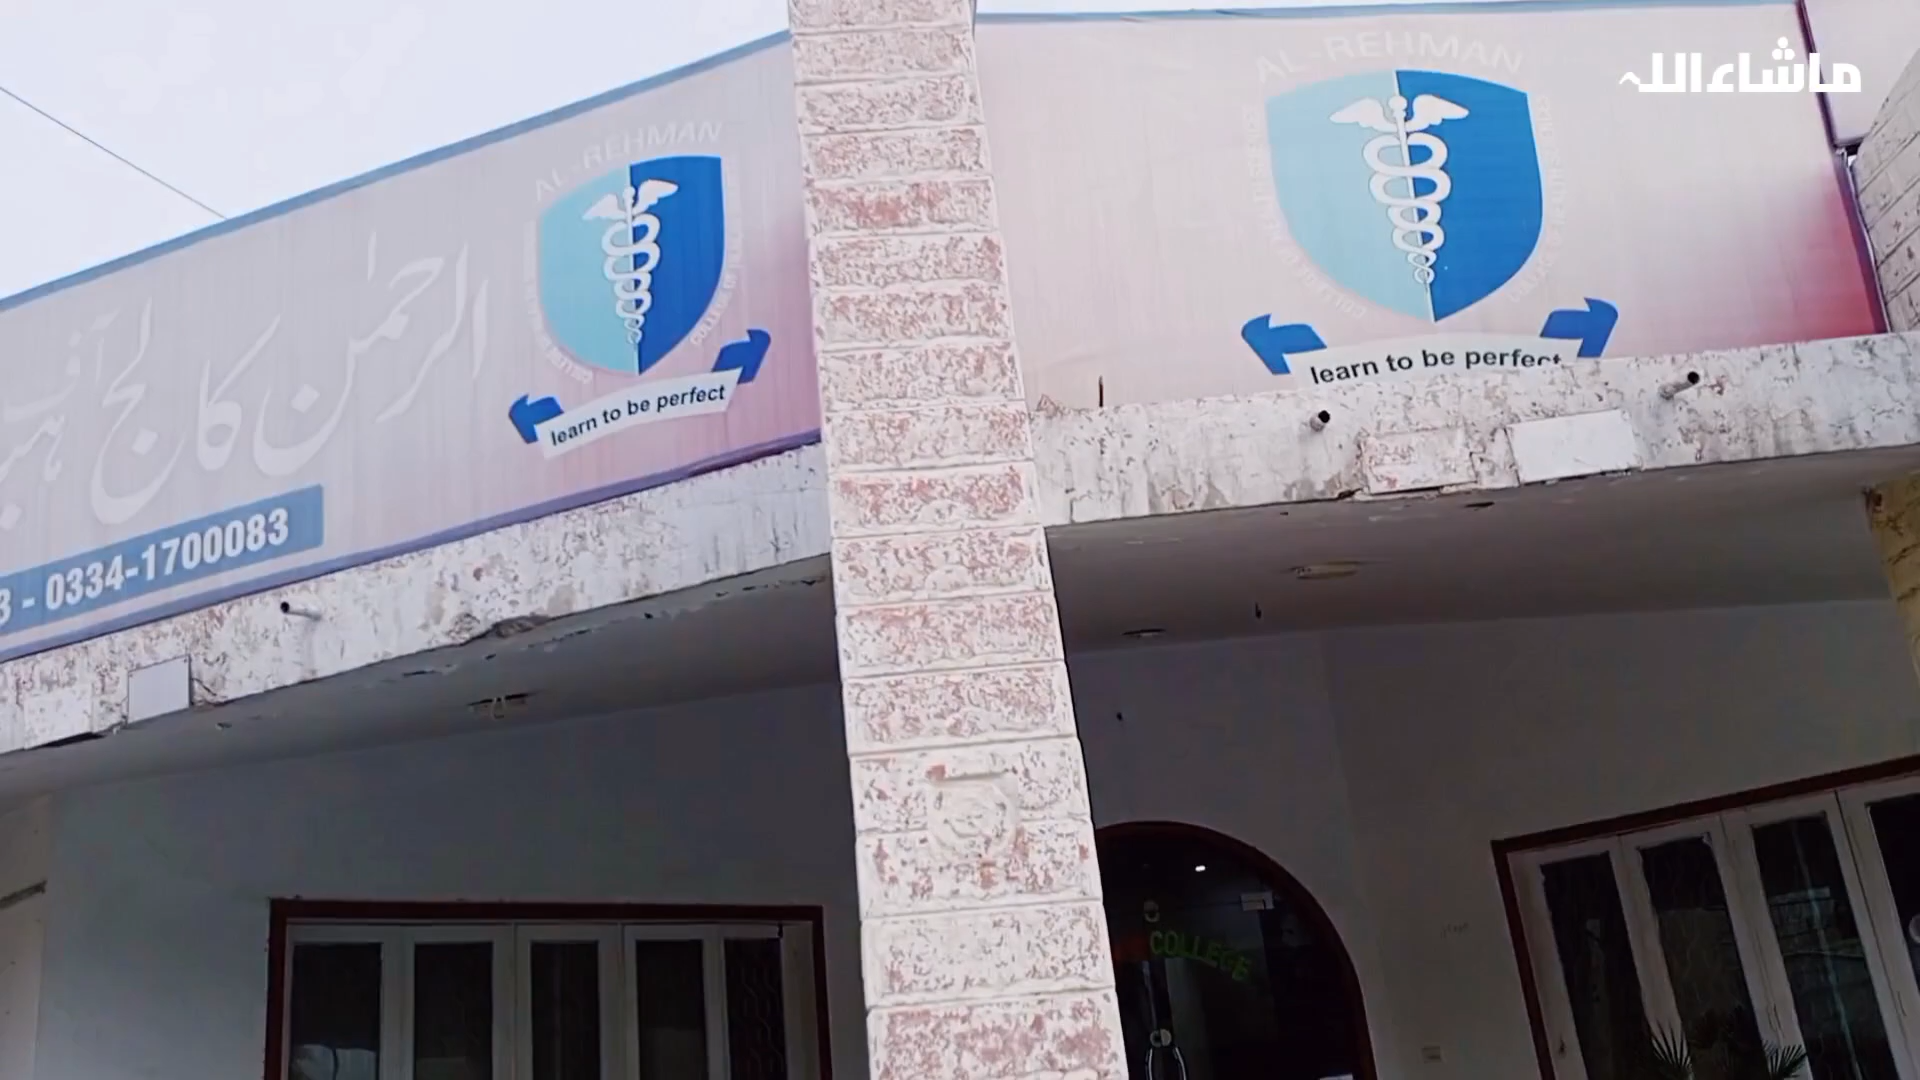 ماشاءاللہ
AL-REHMAN
learn to be perfect
الرحمٰن کالج آف
3 - 0334-1700083
AL-REHMAN
learn to be perfect
COLLEGE